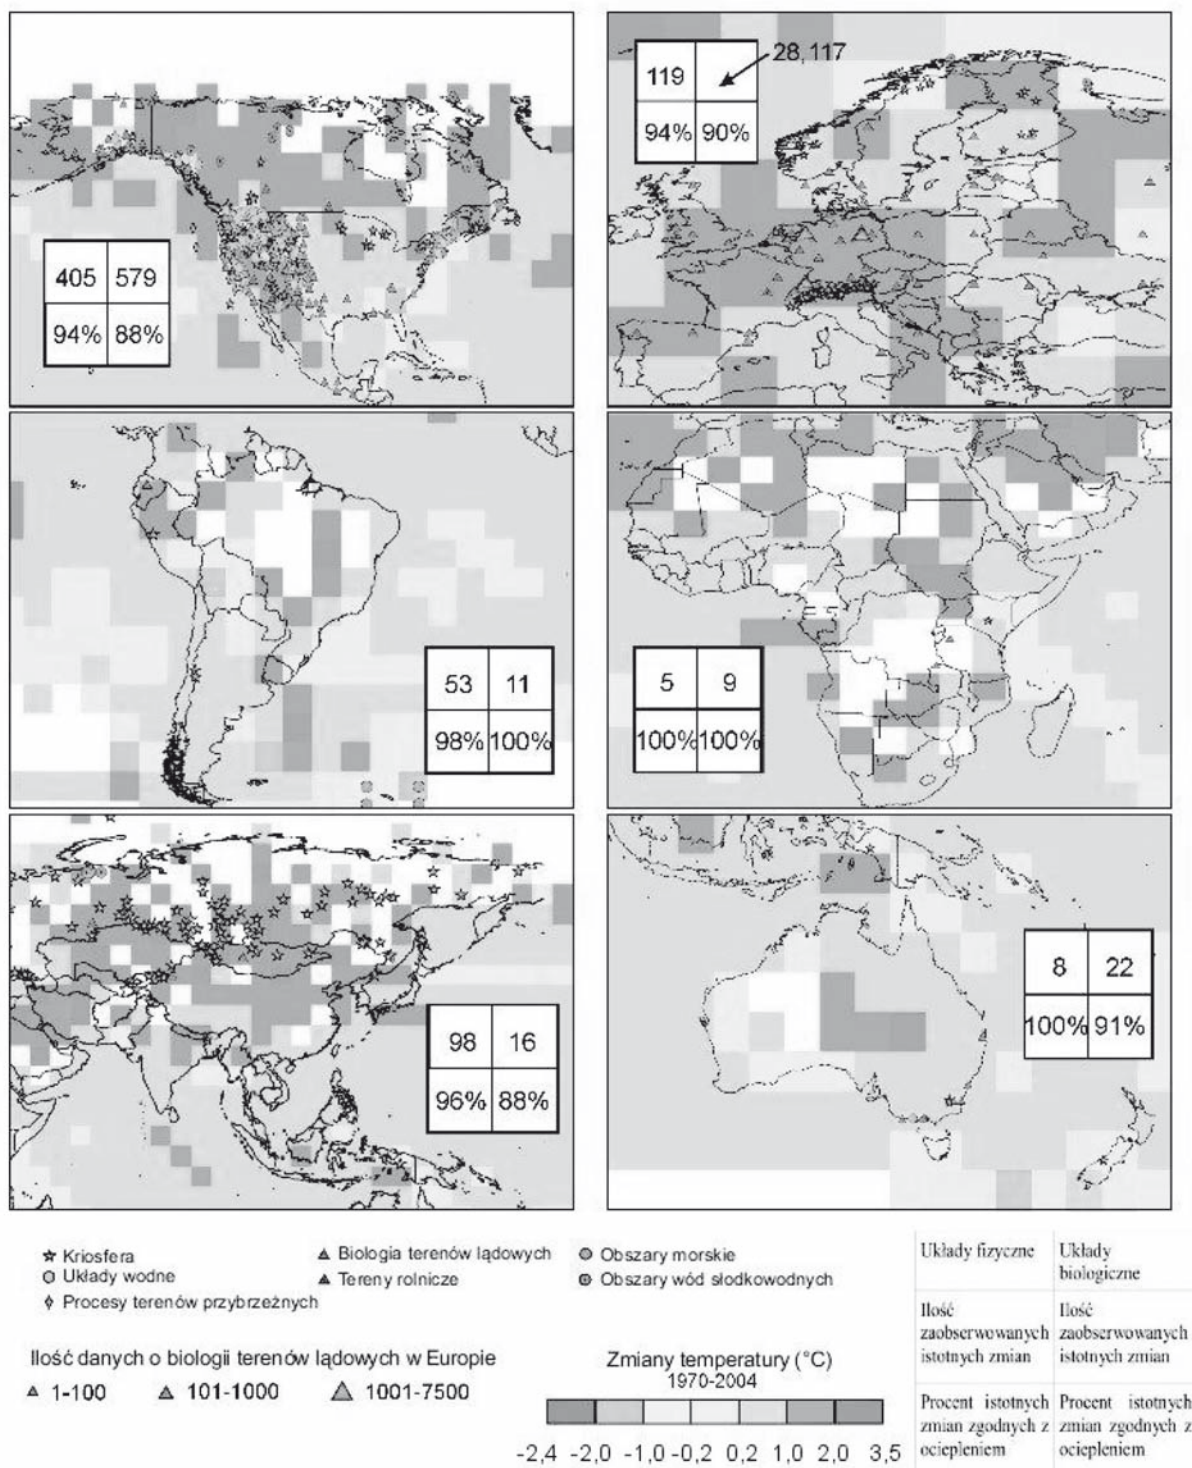 119
28,117
94% 90%
405 579
94% 88%
53 11
98% 100%
5 9
100% 100%
98 16
96% 88%
8 22
100% 91%
Kriosfera
Układy wodne
Procesy terenów przybrzeżnych
Biologia terenów lądowych
Tereny rolnicze
Obszary morskie
Obszary wód słodkowodnych
Ilość danych o biologii terenów lądowych w Europie
1-100 101-1000 1001-7500
Zmiany temperatury (°C)
1970-2004
-2,4 -2,0 -1,0 -0,2 0,2 1,0 2,0 3,5
Układy fizyczne
Układy
biologiczne
Ilość
zaobserwowanych
istotnych zmian
Ilość
zaobserwowanych
istotnych zmian
Procent istotnych
zmian zgodnych z
ociepleniem
Procent istotnych
zmian zgodnych z
ociepleniem